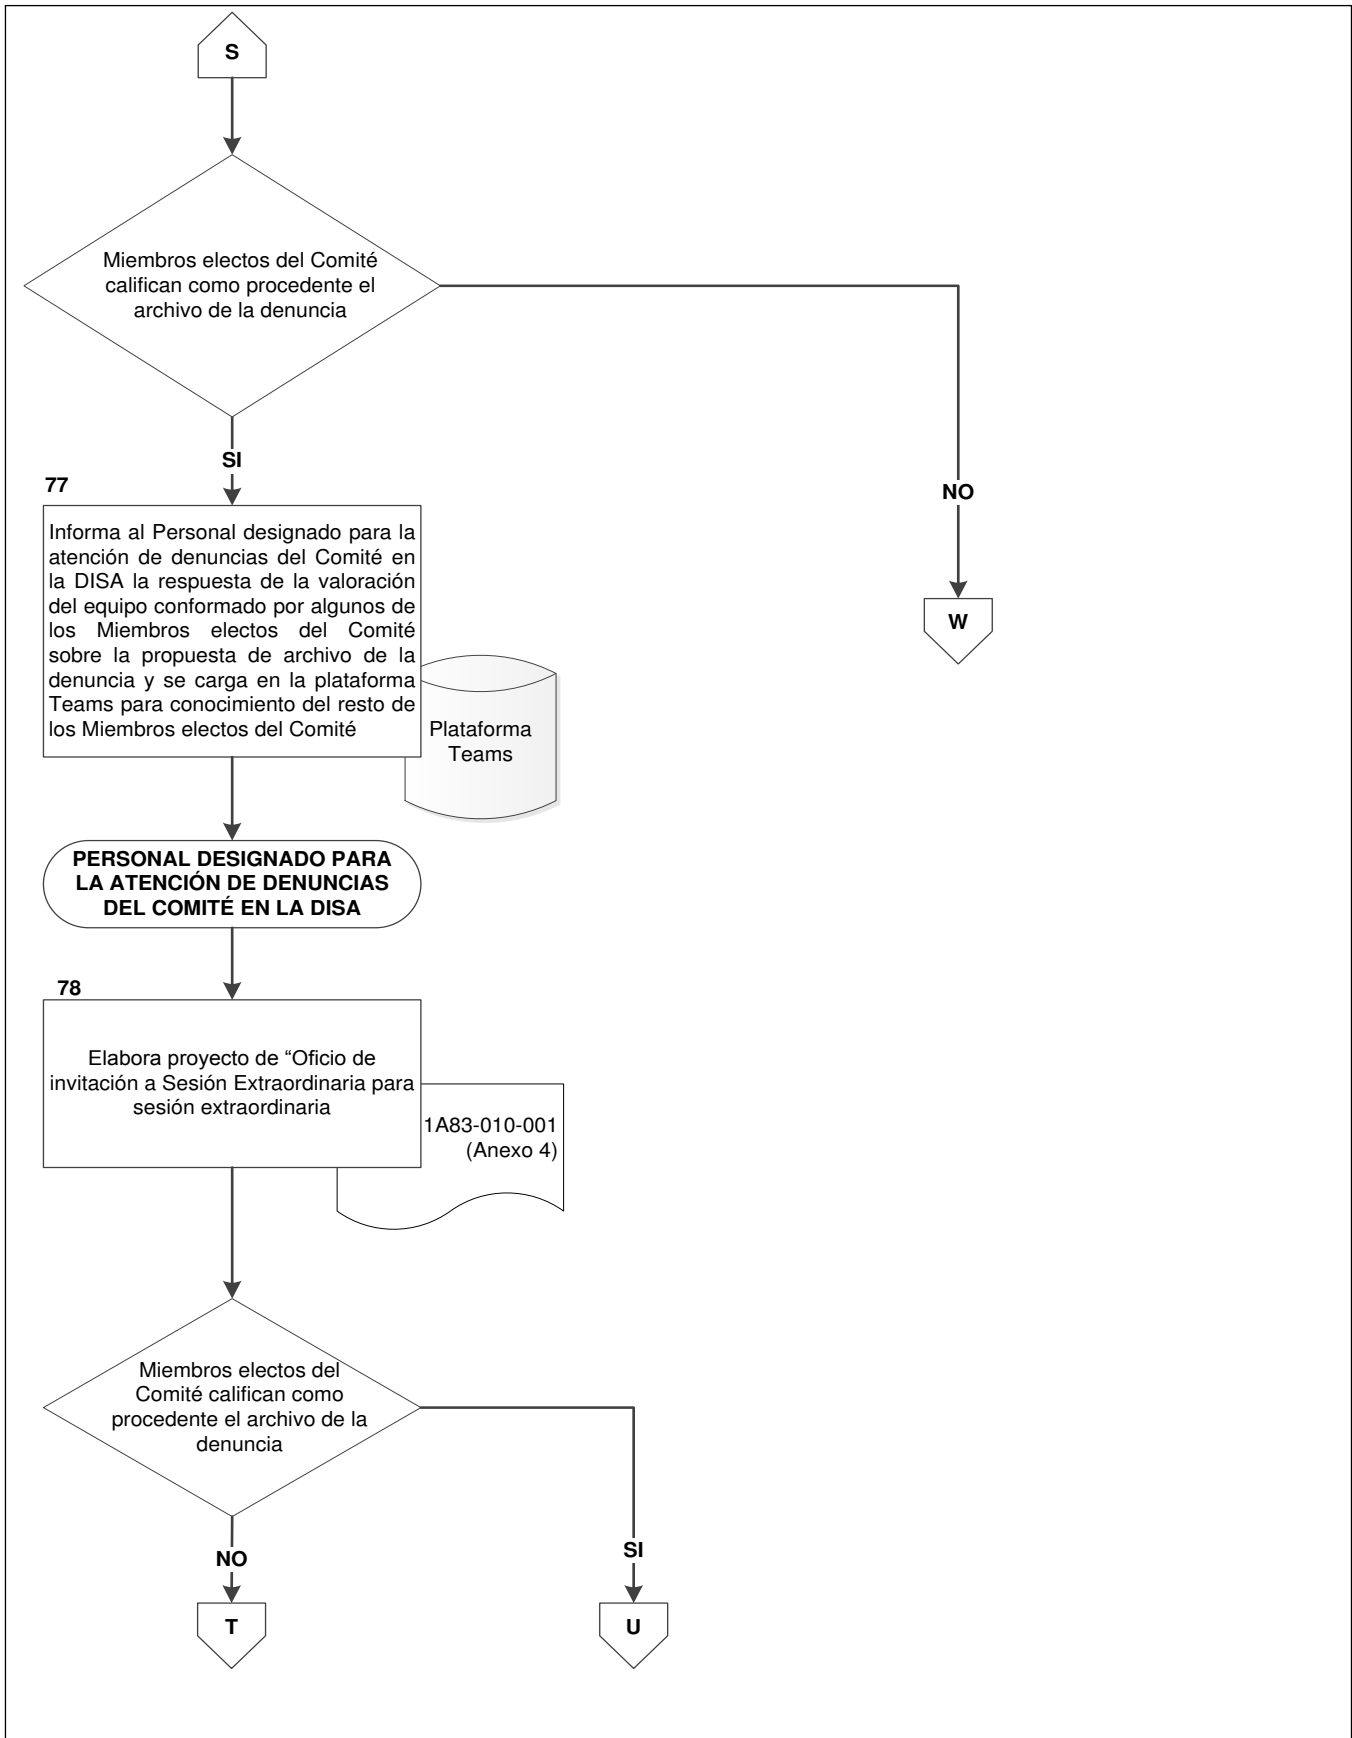 S
Miembros electos del Comité
califican como procedente el
archivo de la denuncia
SI
NO
77
Informa al Personal designado para la
atención de denuncias del Comité en
la DISA la respuesta de la valoración
del equipo conformado por algunos de
los Miembros electos del Comité
sobre la propuesta de archivo de la
denuncia y se carga en la plataforma
Teams para conocimiento del resto de
los Miembros electos del Comité
W
Plataforma
Teams
PERSONAL DESIGNADO PARA
LA ATENCIÓN DE DENUNCIAS
DEL COMITÉ EN LA DISA
78
Elabora proyecto de “Oficio de
invitación a Sesión Extraordinaria para
sesión extraordinaria
1A83-010-001
(Anexo 4)
Miembros electos del
Comité califican como
procedente el archivo de la
denuncia
NO
SI
T
U